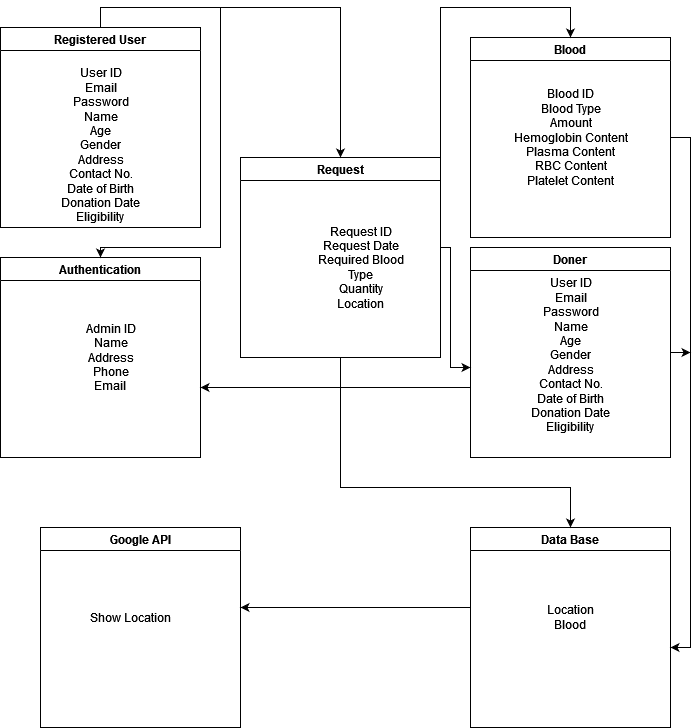 Registered User
User ID
Email
Password
Name
Age
Gender
Address
Contact No.
Date of Birth
Donation Date
Eligibility
Blood
Blood ID
Blood Type
Amount
Hemoglobin Content
Plasma Content
RBC Content
Platelet Content
Request
Request ID
Request Date
Required Blood
Type
Quantity
Location
Authentication
Admin ID
Name
Address
Phone
Email
Doner
User ID
Email
Password
Name
Age
Gender
Address
Contact No.
Date of Birth
Donation Date
Eligibility
Google API
Show Location
Data Base
Location
Blood